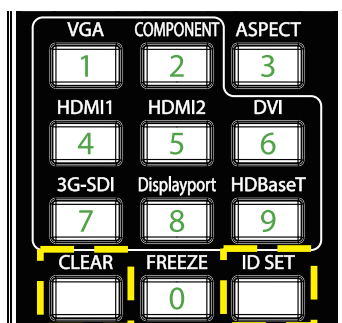 VGA COMPONENT ASPECT
1 2 3
HDMI1 HDMI2 DVI
4 5 6
3G-SDI Displayport HDBaseT
7 8 9
CLEAR FREEZE ID SET
0